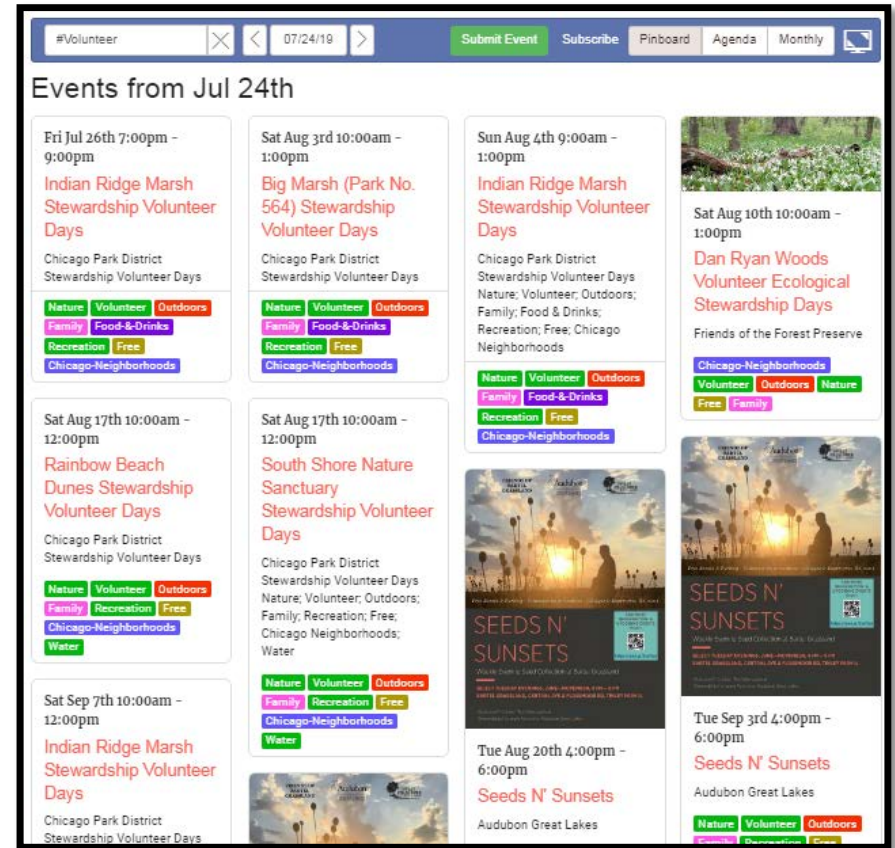 #Volunteer
07/24/19
Submit Event
Subscribe
Pinboard
Agenda
Monthly
Events from Jul 24th
Fri Jul 26th 7:00pm -
9:00pm
Indian Ridge Marsh
Stewardship Volunteer
Days
Chicago Park District
Stewardship Volunteer Days
Nature Volunteer Outdoors
Family Food-&-Drinks
Recreation Free
Chicago-Neighborhoods
Sat Aug 3rd 10:00am -
1:00pm
Big Marsh (Park No.
564) Stewardship
Volunteer Days
Chicago Park District
Stewardship Volunteer Days
Nature Volunteer Outdoors
Family Food-&-Drinks
Recreation Free
Chicago-Neighborhoods
Sun Aug 4th 9:00am -
1:00pm
Indian Ridge Marsh
Stewardship Volunteer
Days
Chicago Park District
Stewardship Volunteer Days
Nature; Volunteer; Outdoors;
Family; Food & Drinks;
Recreation; Free; Chicago
Neighborhoods
Nature Volunteer Outdoors
Family Food-&-Drinks
Recreation Free
Chicago-Neighborhoods
Sat Aug 10th 10:00am -
1:00pm
Dan Ryan Woods
Volunteer Ecological
Stewardship Days
Friends of the Forest Preserve
Chicago-Neighborhoods
Volunteer Outdoors Nature
Free Family
Sat Aug 17th 10:00am -
12:00pm
Rainbow Beach
Dunes Stewardship
Volunteer Days
Chicago Park District
Stewardship Volunteer Days
Nature Volunteer Outdoors
Family Recreation Free
Chicago-Neighborhoods
Water
Sat Aug 17th 10:00am -
12:00pm
South Shore Nature
Sanctuary
Stewardship Volunteer
Days
Chicago Park District
Stewardship Volunteer Days
Nature; Volunteer; Outdoors;
Family; Recreation; Free;
Chicago Neighborhoods;
Water
Nature Volunteer Outdoors
Family Recreation Free
Chicago-Neighborhoods
Water
Audubon
SEEDS N'
SUNSETS
Tue Aug 20th 4:00pm -
6:00pm
Seeds N' Sunsets
Audubon Great Lakes
Audubon
SEEDS N'
SUNSETS
Tue Sep 3rd 4:00pm -
6:00pm
Seeds N' Sunsets
Audubon Great Lakes
Nature Volunteer Outdoors
Family Recreation Free
Sat Sep 7th 10:00am -
12:00pm
Indian Ridge Marsh
Stewardship Volunteer
Days
Chicago Park District
Stewardship Volunteer Days
Audubon